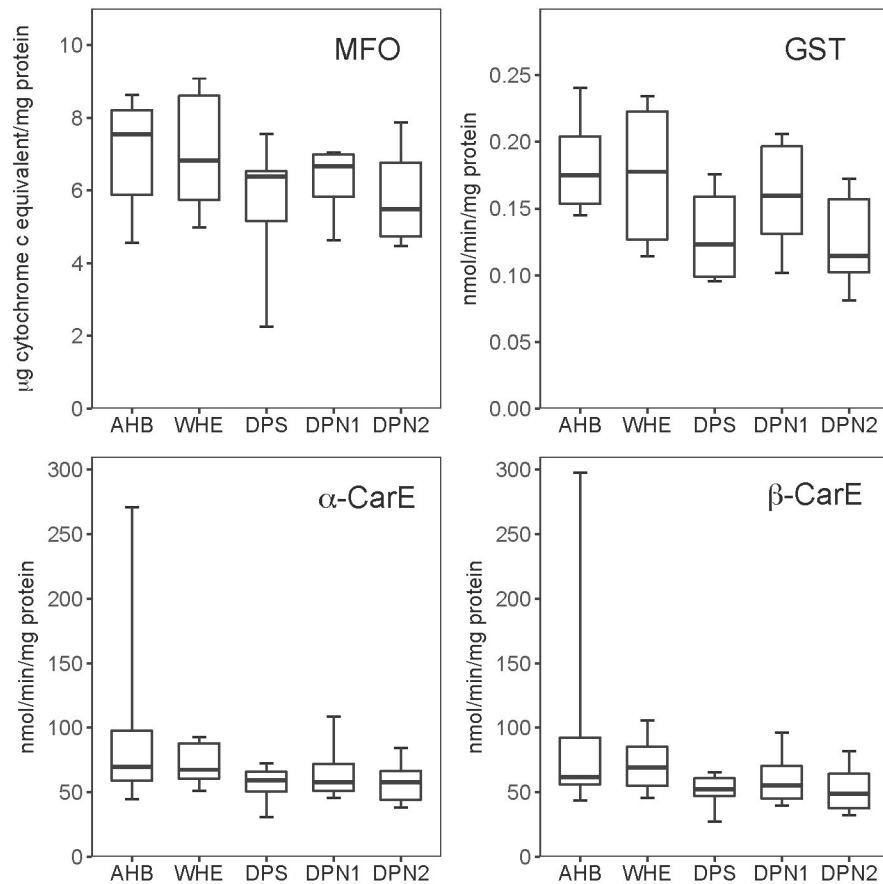 MFO
μg cytochrome c equivalent/mg protein
10
8
6
4
2
0
AHB WHE DPS DPN1 DPN2
GST
nmol/min/mg protein
0.25
0.20
0.15
0.10
0.05
0.00
AHB WHE DPS DPN1 DPN2
α-CarE
nmol/min/mg protein
300
250
200
150
100
50
0
AHB WHE DPS DPN1 DPN2
β-CarE
nmol/min/mg protein
300
250
200
150
100
50
0
AHB WHE DPS DPN1 DPN2